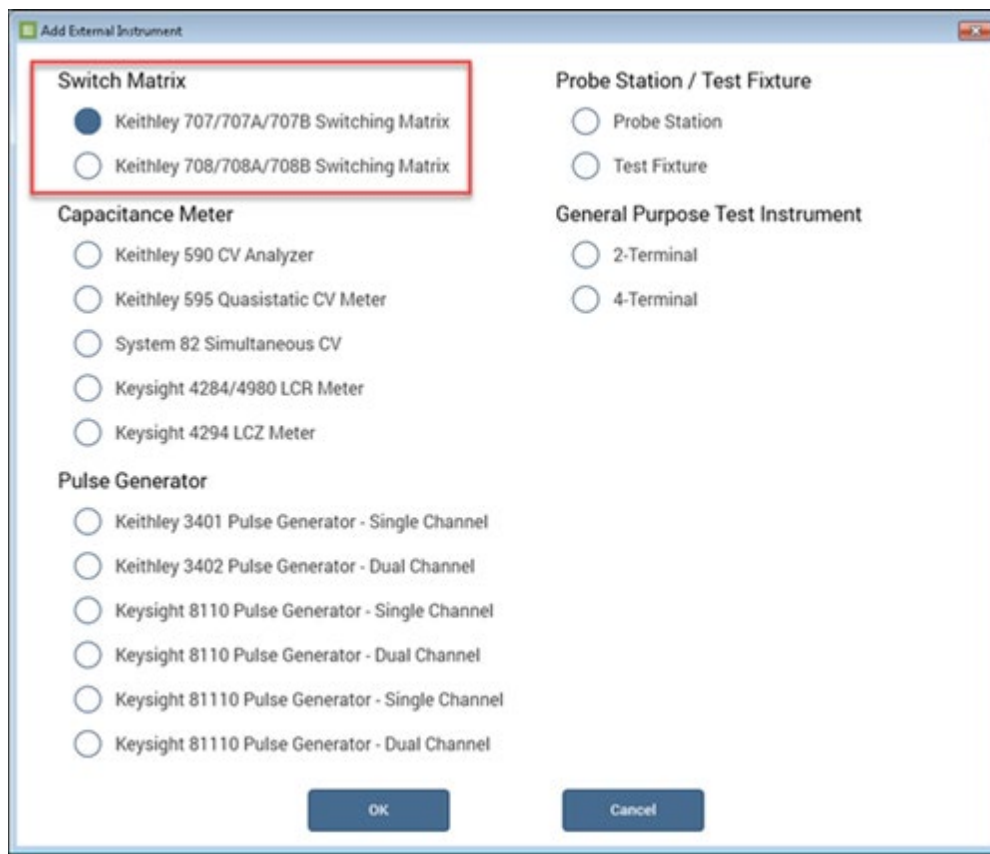 Add External Instrument
Switch Matrix
Keithley 707/707A/707B Switching Matrix
Keithley 708/708A/708B Switching Matrix
Capacitance Meter
Keithley 590 CV Analyzer
Keithley 595 Quasistatic CV Meter
System 82 Simultaneous CV
Keysight 4284/4980 LCR Meter
Keysight 4294 LCZ Meter
Pulse Generator
Keithley 3401 Pulse Generator - Single Channel
Keithley 3402 Pulse Generator - Dual Channel
Keysight 8110 Pulse Generator - Single Channel
Keysight 8110 Pulse Generator - Dual Channel
Keysight 81110 Pulse Generator - Single Channel
Keysight 81110 Pulse Generator - Dual Channel
Probe Station / Test Fixture
Probe Station
Test Fixture
General Purpose Test Instrument
2-Terminal
4-Terminal
OK
Cancel